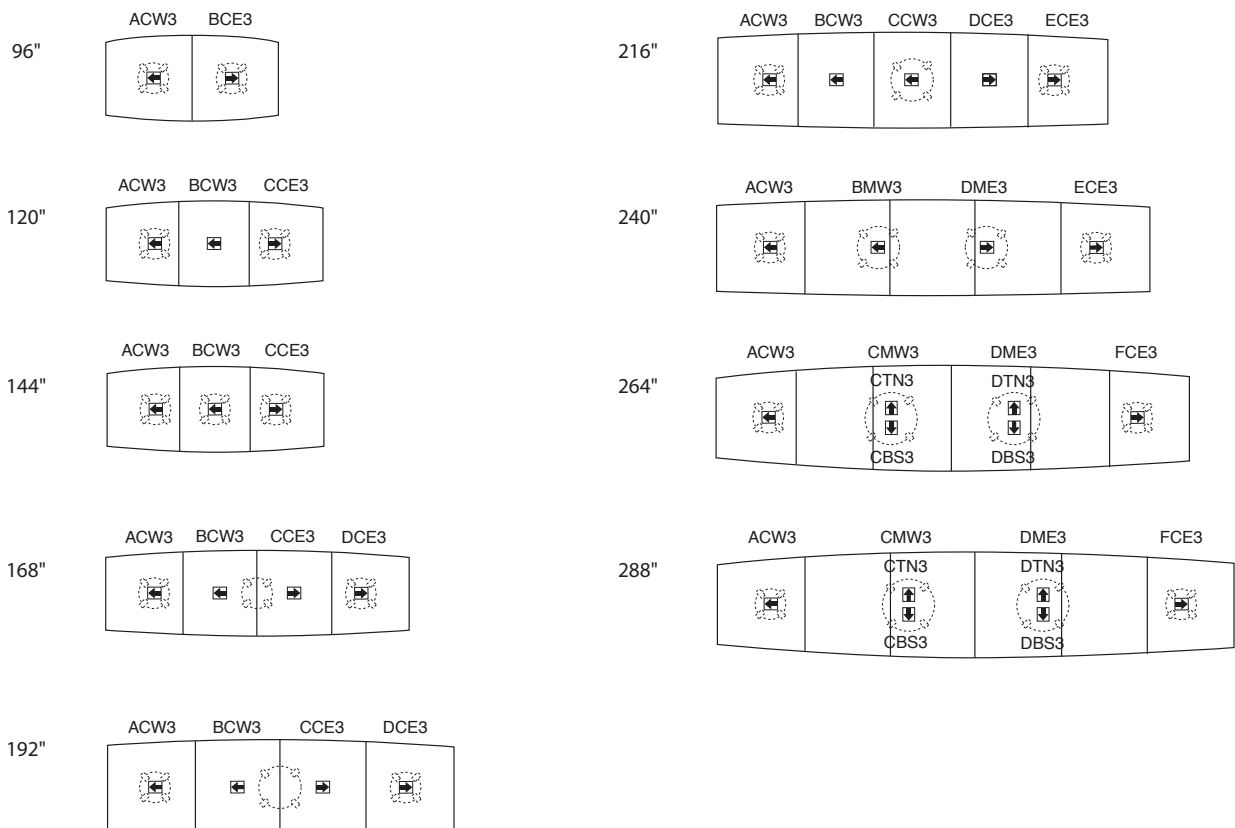 ACW3 BCE3
96"
ACW3 BCW3 CCE3
120"
ACW3 BCW3 CCE3
144"
ACW3 BCW3 CCE3 DCE3
168"
ACW3 BCW3 CCE3 DCE3
192"
ACW3 BCW3 CCW3 DCE3 ECE3
216"
ACW3 BMW3 DME3 ECE3
240"
ACW3 CMW3 DME3 FCE3
264"
CTN3 DTN3
CBS3 DBS3
ACW3 CMW3 DME3 FCE3
288"
CTN3 DTN3
CBS3 DBS3